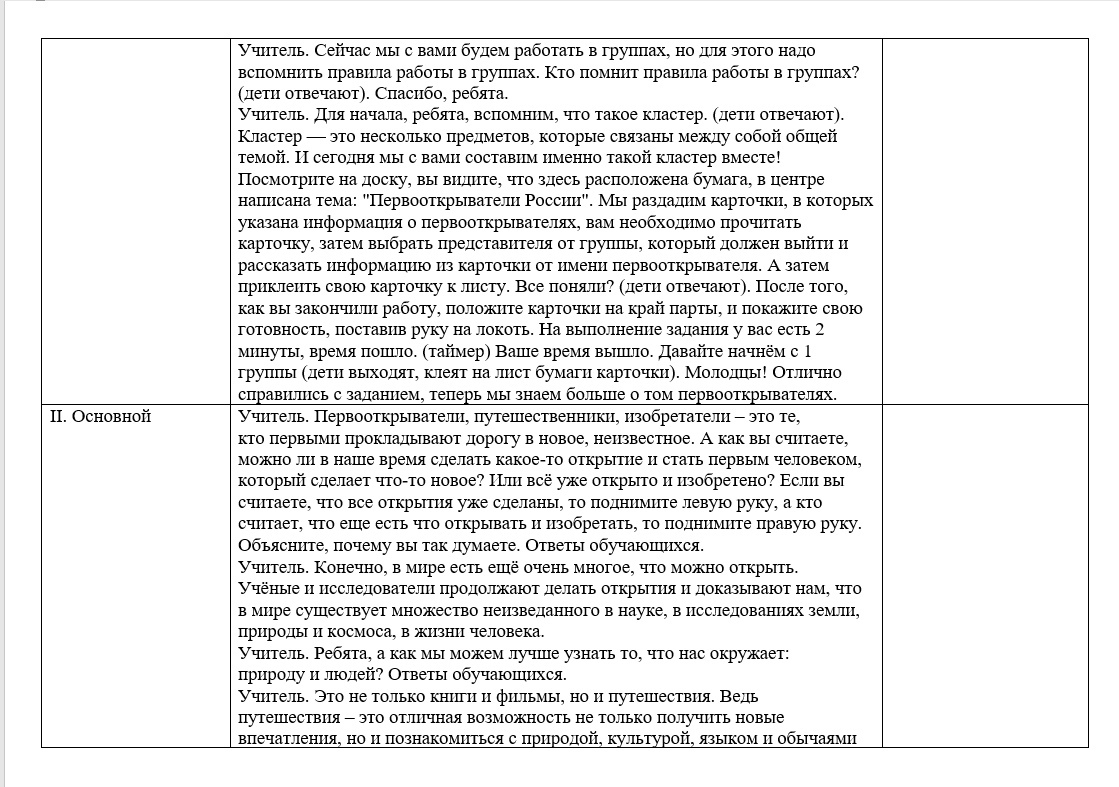 Учитель. Сейчас мы с вами будем работать в группах, но для этого надо
вспомнить правила работы в группах. Кто помнит правила работы в группах?
(дети отвечают). Спасибо, ребята.
Учитель. Для начала, ребята, вспомним, что такое кластер. (дети отвечают).
Кластер — это несколько предметов, которые связаны между собой общей
темой. И сегодня мы с вами составим именно такой кластер вместе!
Посмотрите на доску, вы видите, что здесь расположена бумага, в центре
написана тема: "Первооткрыватели России". Мы раздадим карточки, в которых
указана информация о первооткрывателях, вам необходимо прочитать
карточку, затем выбрать представителя от группы, который должен выйти и
рассказать информацию из карточки от имени первооткрывателя. А затем
приклеить свою карточку к листу. Все поняли? (дети отвечают). После того,
как вы закончили работу, положите карточки на край парты, и покажите свою
готовность, поставив руку на локоть. На выполнение задания у вас есть 2
минуты, время пошло. (таймер) Ваше время вышло. Давайте начнём с 1
группы (дети выходят, клеят на лист бумаги карточки). Молодцы! Отлично
справились с заданием, теперь мы знаем больше о том первооткрывателях.
II. Основной
Учитель. Первооткрыватели, путешественники, изобретатели – это те,
кто первыми прокладывают дорогу в новое, неизвестное. А как вы считаете,
можно ли в наше время сделать какое-то открытие и стать первым человеком,
который сделает что-то новое? Или всё уже открыто и изобретено? Если вы
считаете, что все открытия уже сделаны, то поднимите левую руку, а кто
считает, что еще есть что открывать и изобретать, то поднимите правую руку.
Объясните, почему вы так думаете. Ответы обучающихся.
Учитель. Конечно, в мире есть ещё очень многое, что можно открыть.
Учёные и исследователи продолжают делать открытия и доказывают нам, что
в мире существует множество неизведанного в науке, в исследованиях земли,
природы и космоса, в жизни человека.
Учитель. Ребята, а как мы можем лучше узнать то, что нас окружает:
природу и людей? Ответы обучающихся.
Учитель. Это не только книги и фильмы, но и путешествия. Ведь
путешествия – это отличная возможность не только получить новые
впечатления, но и познакомиться с природой, культурой, языком и обычаями